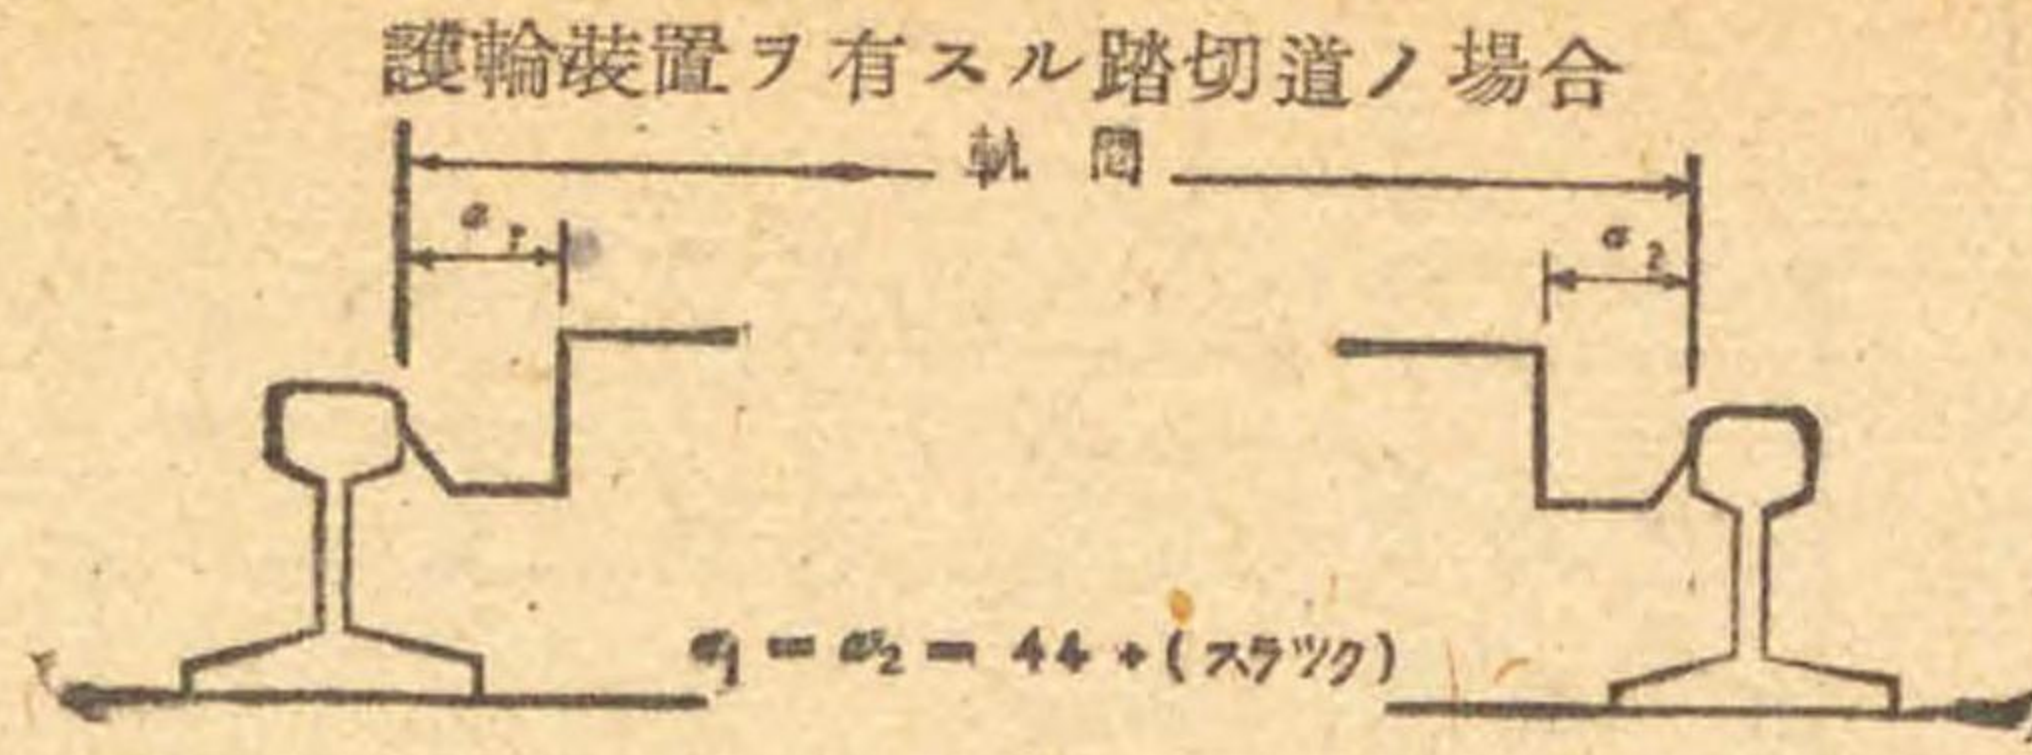 護輪裝置ヲ有スル踏切道ノ場合
軌間
a₁
a₂
a₁ = a₂ = 44 + (スラツク)